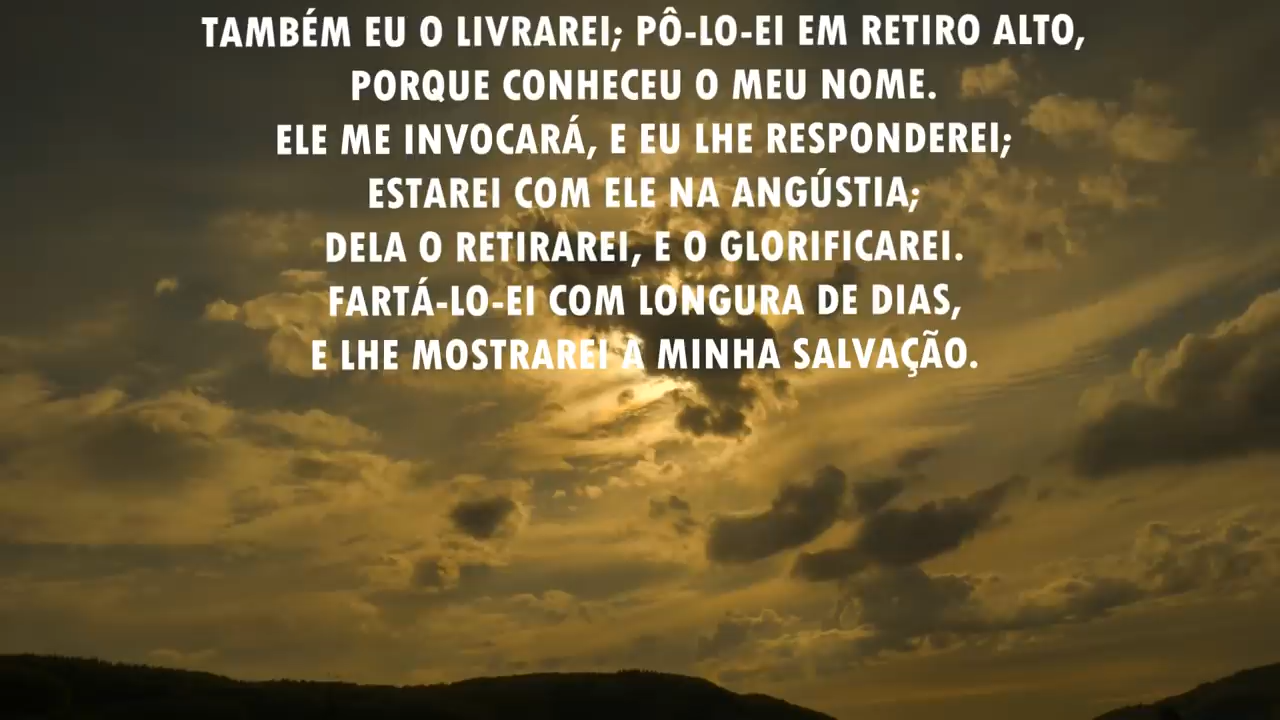 TAMBÉM EU O LIVRAREI; PÔ-LO-EI EM RETIRO ALTO,
PORQUE CONHECEU O MEU NOME.
ELE ME INVOCARÁ, E EU LHE RESPONDEREI;
ESTAREI COM ELE NA ANGÚSTIA;
DELA O RETIRAREI, E O GLORIFICAREI.
FARTÁ-LO-EI COM LONGURA DE DIAS,
E LHE MOSTRAREI A MINHA SALVAÇÃO.